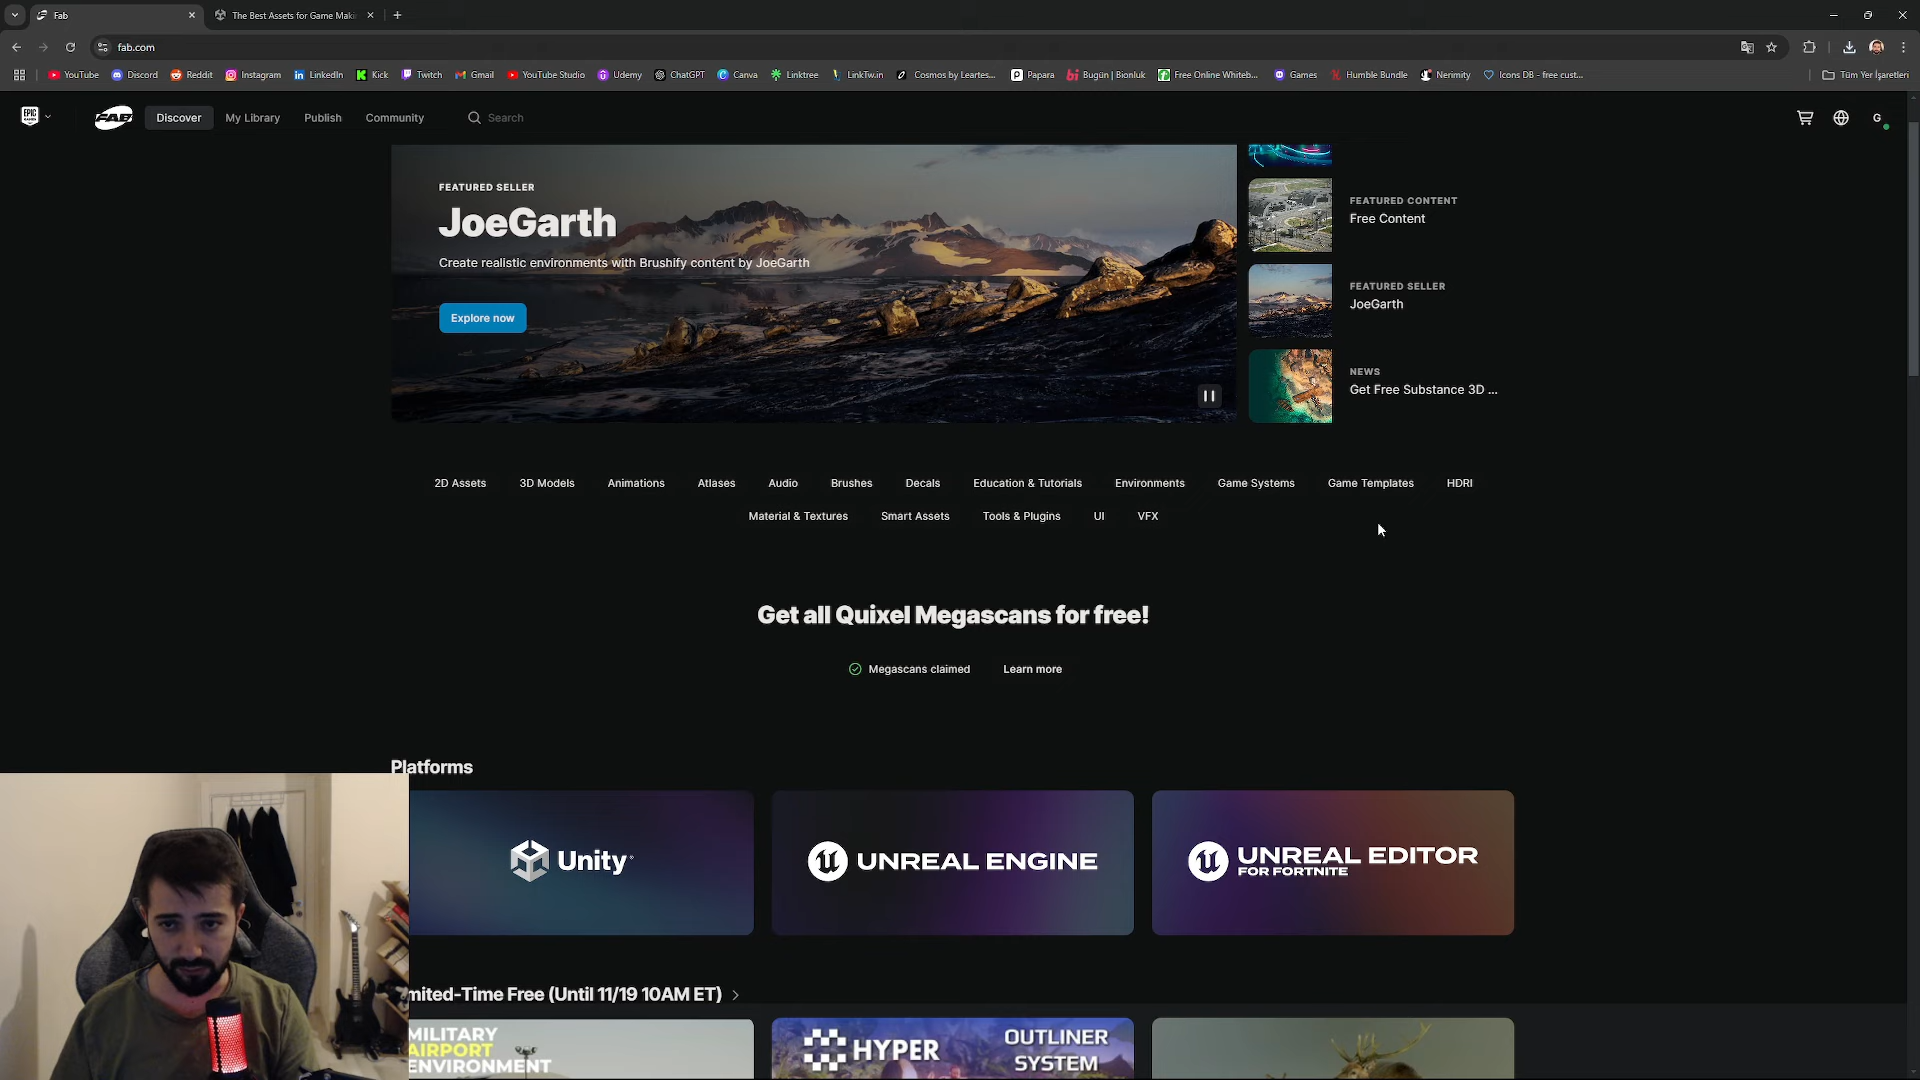 Fab
The Best Assets for Game Maki
fab.com
YouTube
Discord
Reddit
Instagram
LinkedIn
Kick
Twitch
Gmail
YouTube Studio
Udemy
ChatGPT
Canva
Linktree
LinkTwin
Cosmos by Leartes...
Papara
Bugün | Bionluk
Free Online Whiteb...
Games
Humble Bundle
Nerimity
Icons DB - free cust...
Tüm Yer İşaretleri
EPIC GAMES
FAB
Discover
My Library
Publish
Community
Search
G
FEATURED SELLER
JoeGarth
Create realistic environments with Brushify content by JoeGarth
Explore now
FEATURED CONTENT
Free Content
FEATURED SELLER
JoeGarth
NEWS
Get Free Substance 3D ...
2D Assets
3D Models
Animations
Atlases
Audio
Brushes
Decals
Education & Tutorials
Environments
Game Systems
Game Templates
HDRI
Material & Textures
Smart Assets
Tools & Plugins
UI
VFX
Get all Quixel Megascans for free!
Megascans claimed
Learn more
Platforms
Unity
UNREAL ENGINE
UNREAL EDITOR
FOR FORTNITE
mited-Time Free (Until 11/19 10AM ET)
MILITARY
AIRPORT
ENVIRONMENT
HYPER
OUTLINER
SYSTEM